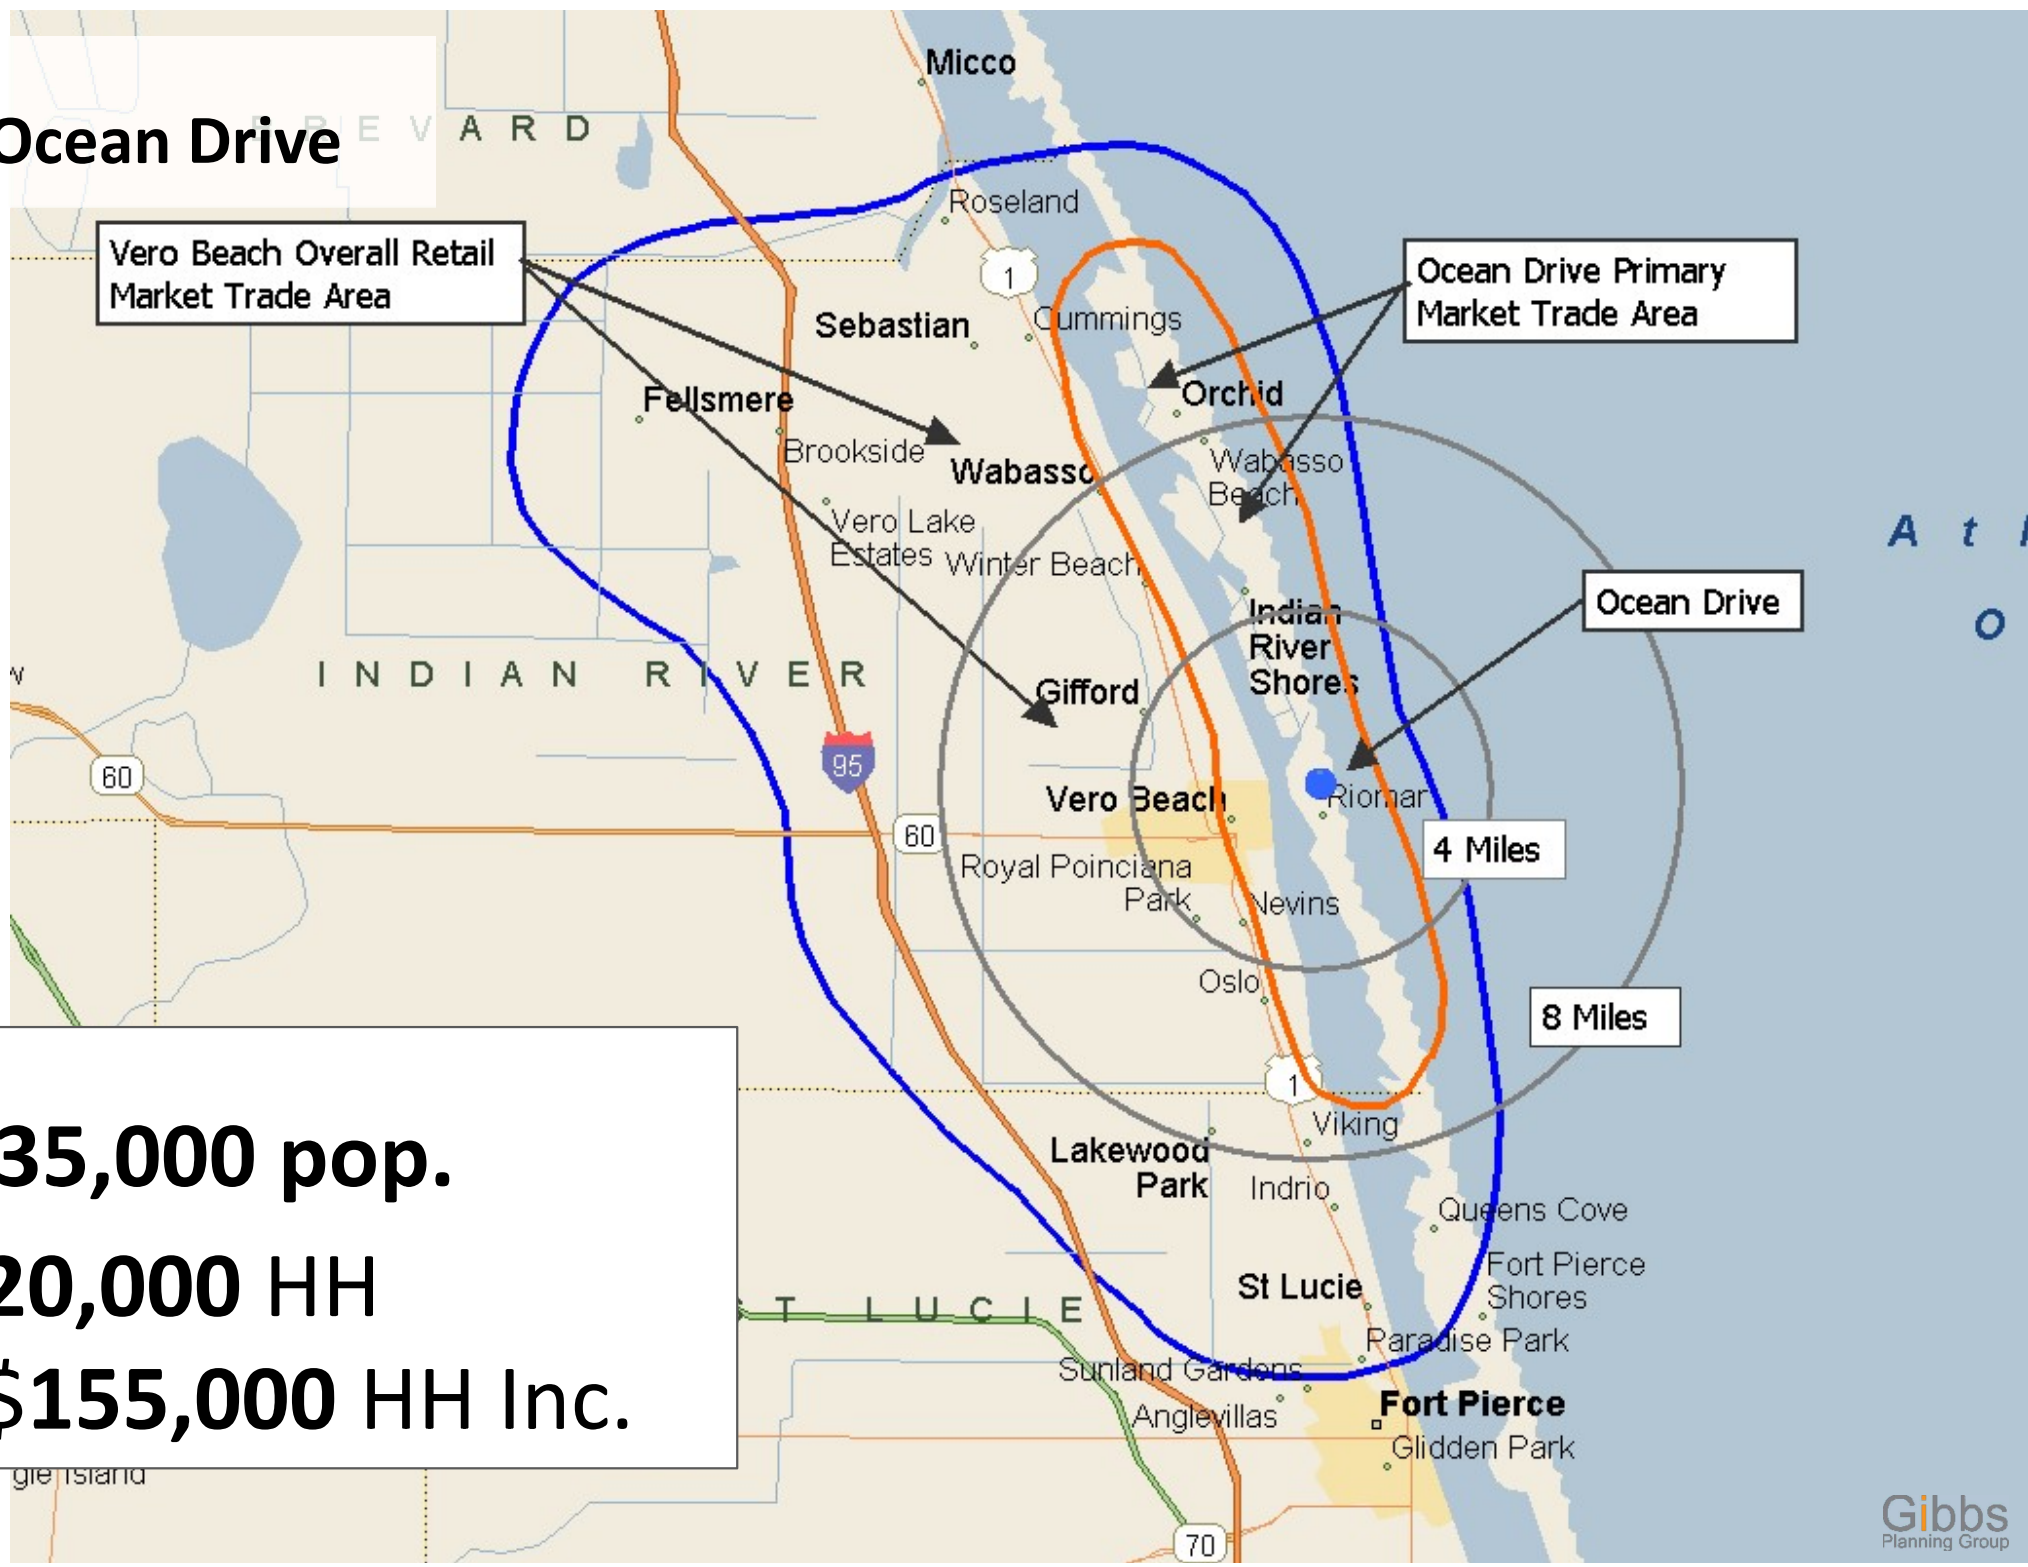 Micco
Ocean Drive
B R E V A R D
Roseland
Vero Beach Overall Retail
Market Trade Area
Ocean Drive Primary
Market Trade Area
1
Sebastian
Cummings
Fellsmere
Orchid
Brookside
Wabasso
Wabasso
Beach
Vero Lake
Estates
Winter Beach
A t l
Ocean Drive
O
Indian
River
Shores
I N D I A N R I V E R
Gifford
w
95
60
Vero Beach
Riomar
60
4 Miles
Royal Poinciana
Park
Nevins
Oslo
8 Miles
1
Viking
35,000 pop.
Lakewood
Park
Indrio
Queens Cove
20,000 HH
Fort Pierce
Shores
St Lucie
S T L U C I E
Paradise Park
Sunland Gardens
$155,000 HH Inc.
Fort Pierce
Anglevillas
Glidden Park
gle Island
70
Gibbs
Planning Group